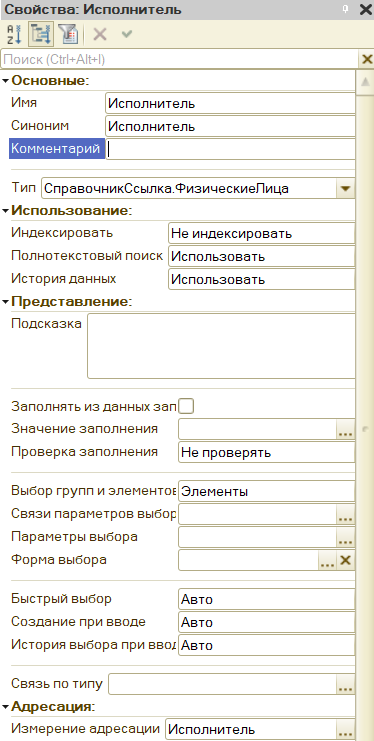 Свойства: Исполнитель
Поиск (Ctrl+Alt+I)
Основные:
Имя Исполнитель
Синоним Исполнитель
Комментарий
Тип СправочникСсылка.ФизическиеЛица
Использование:
Индексировать Не индексировать
Полнотекстовый поиск Использовать
История данных Использовать
Представление:
Подсказка
Заполнять из данных зап
Значение заполнения ...
Проверка заполнения Не проверять
Выбор групп и элементов Элементы
Связи параметров выбор ...
Параметры выбора ...
Форма выбора ...
Быстрый выбор Авто
Создание при вводе Авто
История выбора при ввод Авто
Связь по типу ...
Адресация:
Измерение адресации Исполнитель ...